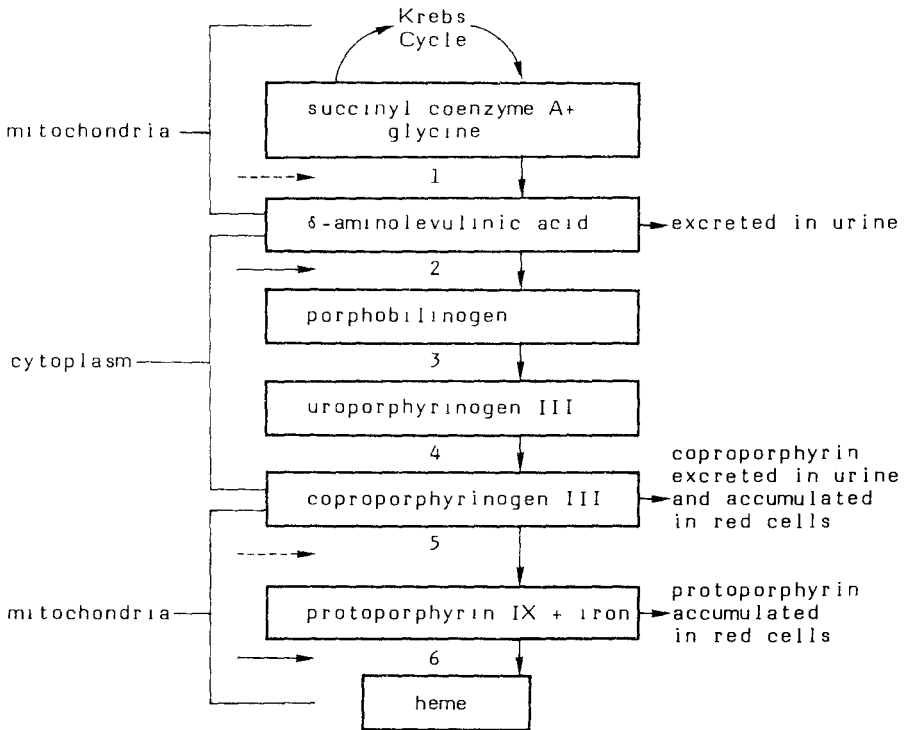 Krebs
Cycle
succinyl coenzyme A+
glycine
mitochondria
1
δ-aminolevulinic acid
excreted in urine
2
porphobilinogen
cytoplasm
3
uroporphyrinogen III
4
coproporphyrin
excreted in urine
and accumulated
in red cells
coproporphyrinogen III
5
mitochondria
protoporphyrin IX + iron
protoporphyrin
accumulated
in red cells
6
heme